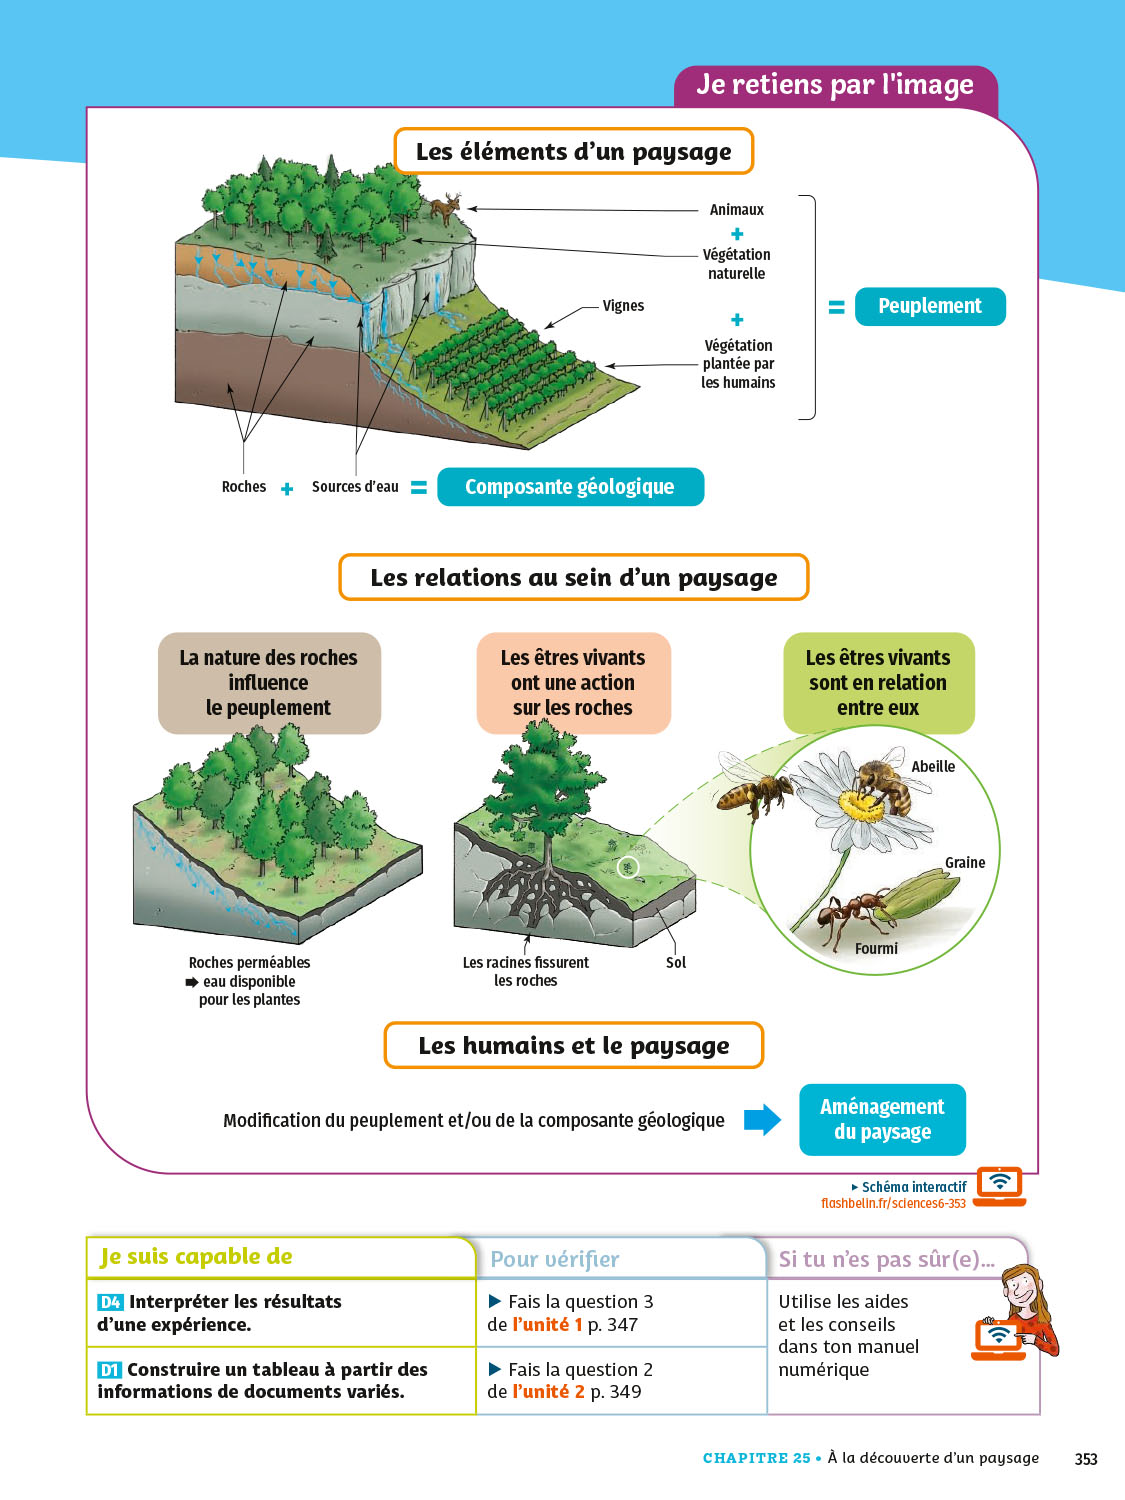 Je retiens par l'image
Les éléments d'un paysage
Animaux
+
Végétation
naturelle
Vignes
+
Végétation
plantée par
les humains
= Peuplement
Roches + Sources d'eau = Composante géologique
Les relations au sein d'un paysage
La nature des roches
influence
le peuplement
Roches perméables
➡ eau disponible
pour les plantes
Les êtres vivants
ont une action
sur les roches
Les racines fissurent
les roches
Sol
Les êtres vivants
sont en relation
entre eux
Abeille
Graine
Fourmi
Les humains et le paysage
Modification du peuplement et/ou de la composante géologique
Aménagement
du paysage
▸ Schéma interactif
flashbelin.fr/sciences6-353
Je suis capable de
Pour vérifier
Si tu n'es pas sûr(e)...
D4 Interpréter les résultats
d'une expérience.
▶ Fais la question 3
de l'unité 1 p. 347
Utilise les aides
et les conseils
dans ton manuel
numérique
D1 Construire un tableau à partir des
informations de documents variés.
▶ Fais la question 2
de l'unité 2 p. 349
CHAPITRE 25 • À la découverte d'un paysage 353